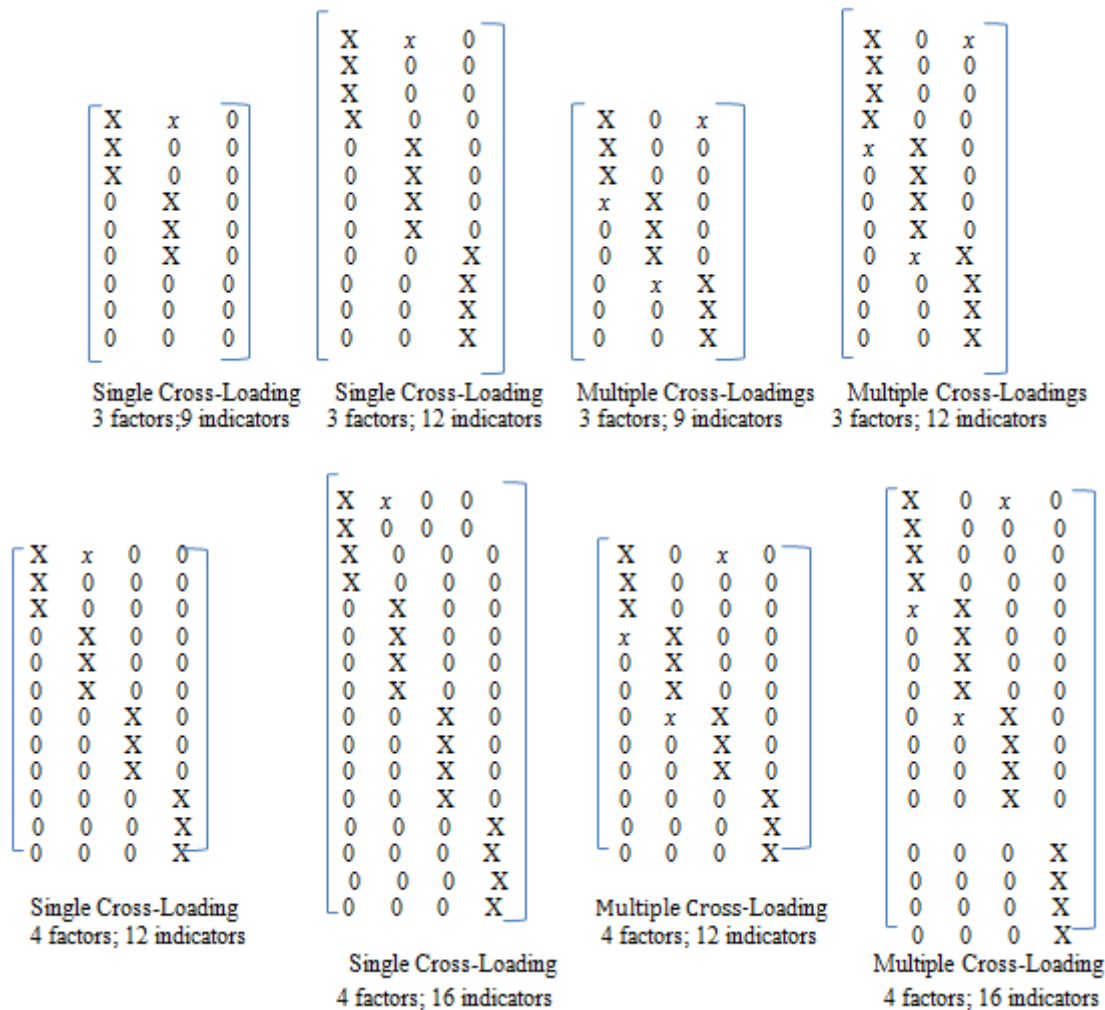 X x 0
X 0 0
X 0 0
0 X 0
0 X 0
0 X 0
0 0 0
0 0 0
0 0 0
Single Cross-Loading
3 factors;9 indicators
X x 0
X 0 0
X 0 0
X 0 0
0 X 0
0 X 0
0 X 0
0 X 0
0 0 X
0 0 X
0 0 X
0 0 X
Single Cross-Loading
3 factors; 12 indicators
X 0 x
X 0 0
X 0 0
x X 0
0 X 0
0 X 0
0 x X
0 0 X
0 0 X
Multiple Cross-Loadings
3 factors; 9 indicators
X 0 x
X 0 0
X 0 0
X 0 0
x X 0
0 X 0
0 X 0
0 X 0
0 x X
0 0 X
0 0 X
0 0 X
Multiple Cross-Loadings
3 factors; 12 indicators
X x 0 0
X 0 0 0
X 0 0 0
0 X 0 0
0 X 0 0
0 X 0 0
0 0 X 0
0 0 X 0
0 0 X 0
0 0 0 X
0 0 0 X
0 0 0 X
Single Cross-Loading
4 factors; 12 indicators
X x 0 0
X 0 0 0
X 0 0 0
X 0 0 0
0 X 0 0
0 X 0 0
0 X 0 0
0 X 0 0
0 0 X 0
0 0 X 0
0 0 X 0
0 0 X 0
0 0 0 X
0 0 0 X
0 0 0 X
0 0 0 X
Single Cross-Loading
4 factors; 16 indicators
X 0 x 0
X 0 0 0
X 0 0 0
x X 0 0
0 X 0 0
0 X 0 0
0 x X 0
0 0 X 0
0 0 X 0
0 0 0 X
0 0 0 X
0 0 0 X
Multiple Cross-Loading
4 factors; 12 indicators
X 0 x 0
X 0 0 0
X 0 0 0
X 0 0 0
x X 0 0
0 X 0 0
0 X 0 0
0 X 0 0
0 x X 0
0 0 X 0
0 0 X 0
0 0 X 0
0 0 0 X
0 0 0 X
0 0 0 X
0 0 0 X
Multiple Cross-Loading
4 factors; 16 indicators